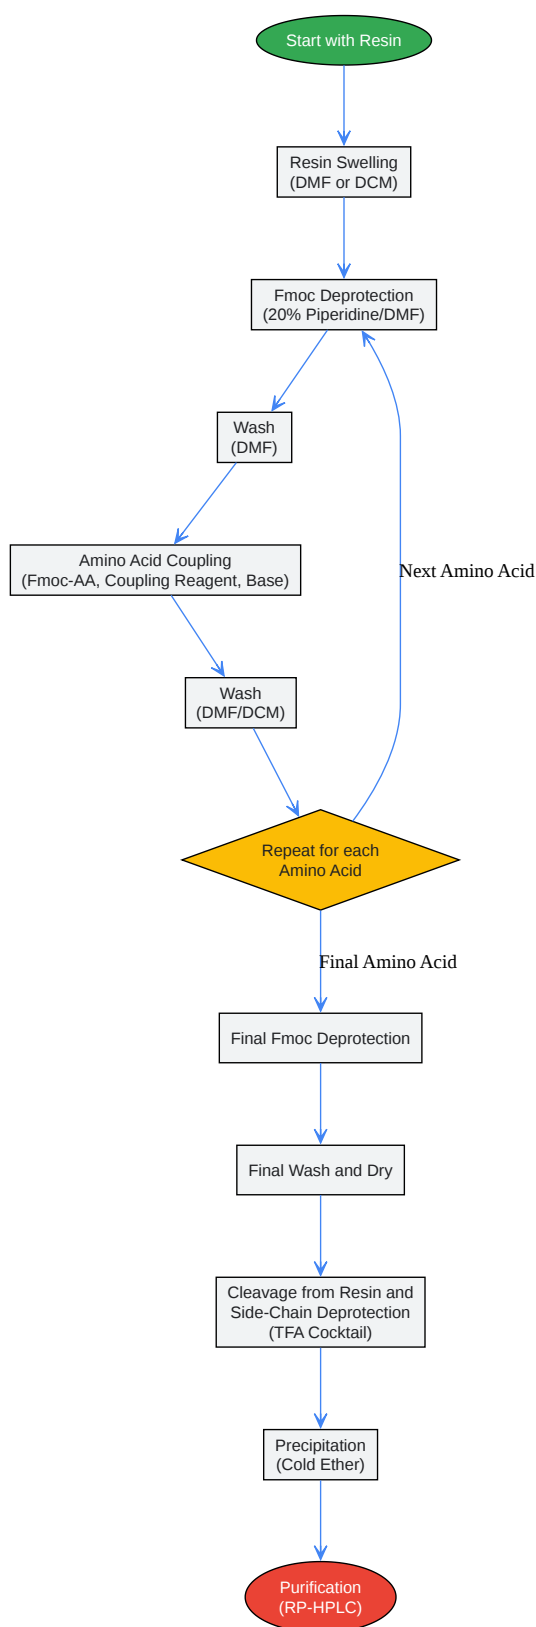 Start with Resin
Resin Swelling
(DMF or DCM)
Fmoc Deprotection
(20% Piperidine/DMF)
Wash
(DMF)
Amino Acid Coupling
(Fmoc-AA, Coupling Reagent, Base)
Next Amino Acid
Wash
(DMF/DCM)
Repeat for each
Amino Acid
Final Amino Acid
Final Fmoc Deprotection
Final Wash and Dry
Cleavage from Resin and
Side-Chain Deprotection
(TFA Cocktail)
Precipitation
(Cold Ether)
Purification
(RP-HPLC)